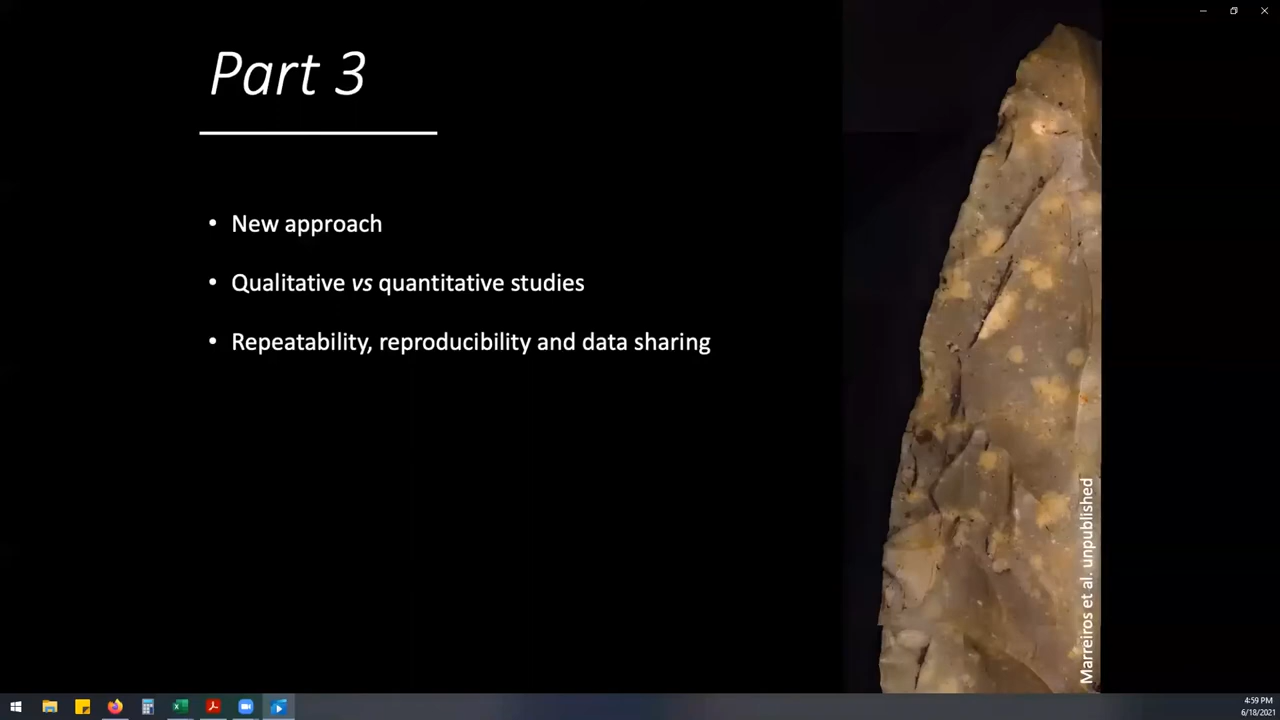 Part 3
• New approach
• Qualitative vs quantitative studies
• Repeatability, reproducibility and data sharing
Marreiros et al. unpublished
4:59 PM
6/18/2021